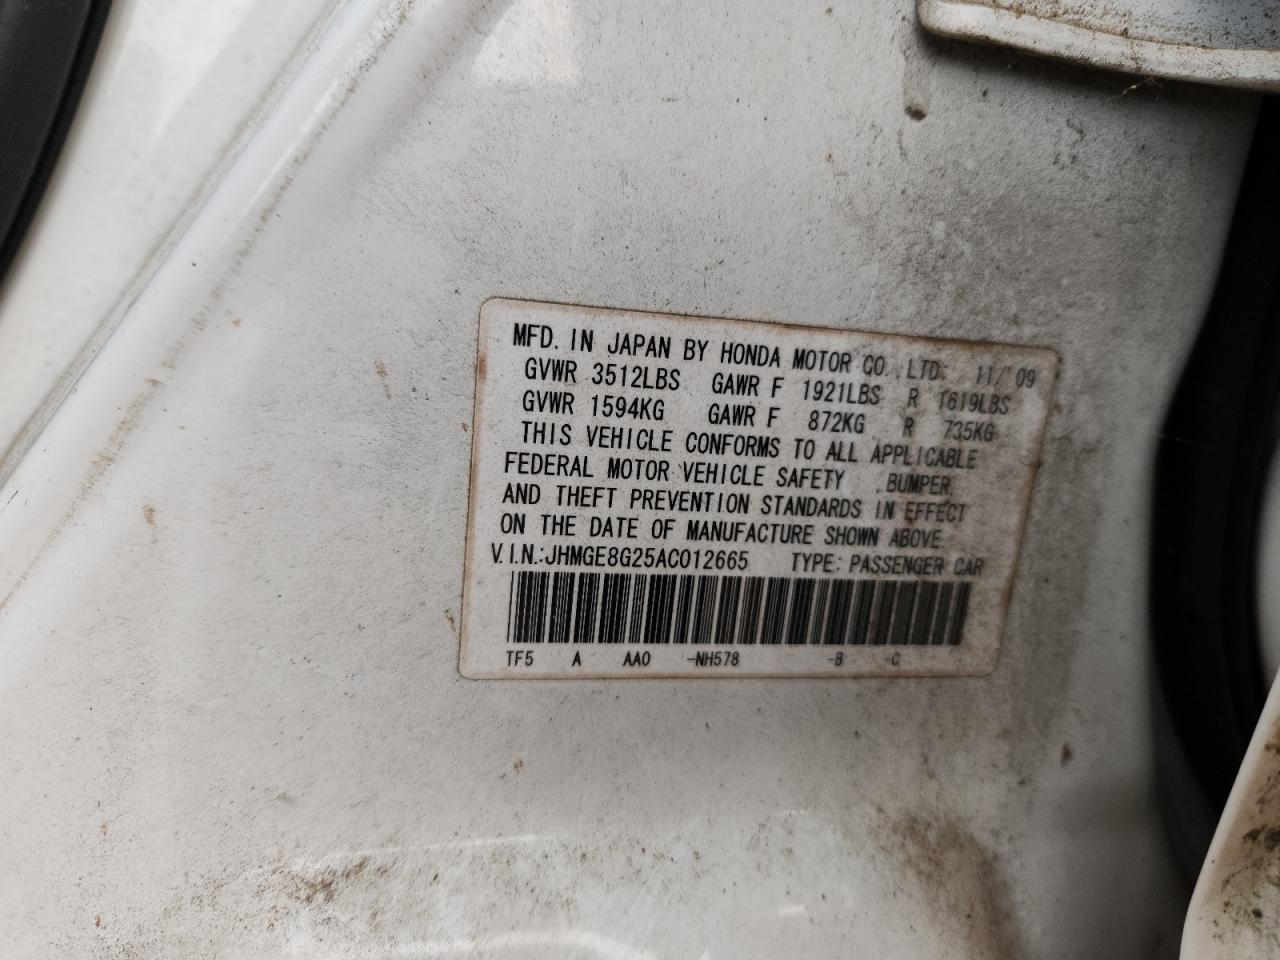 MFD. IN JAPAN BY HONDA MOTOR CO.,LTD. 11/'09
GVWR 3512LBS GAWR F 1921LBS R 1619LBS
GVWR 1594KG GAWR F 872KG R 735KG
THIS VEHICLE CONFORMS TO ALL APPLICABLE
FEDERAL MOTOR VEHICLE SAFETY ,BUMPER,
AND THEFT PREVENTION STANDARDS IN EFFECT
ON THE DATE OF MANUFACTURE SHOWN ABOVE.
V.I.N.:JHMGE8G25AC012665 TYPE: PASSENGER CAR
TF5 A AA0 -NH578 -B -C